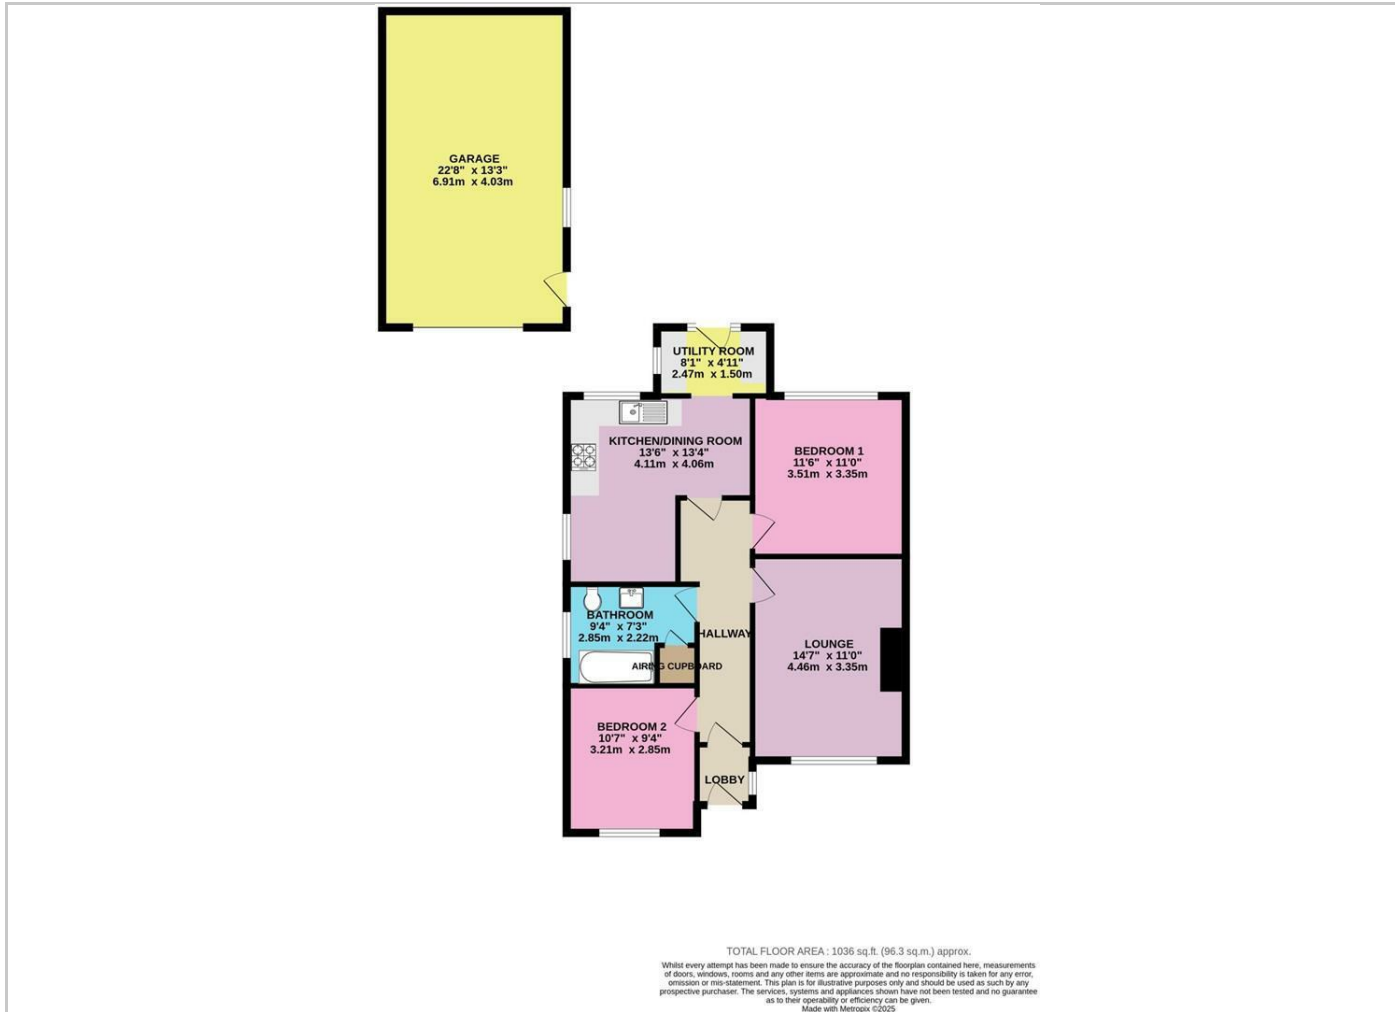 GARAGE
22'8" x 13'3"
6.91m x 4.03m
UTILITY ROOM
8'1" x 4'11"
2.47m x 1.50m
KITCHEN/DINING ROOM
13'6" x 13'4"
4.11m x 4.06m
BEDROOM 1
11'6" x 11'0"
3.51m x 3.35m
BATHROOM
9'4" x 7'3"
2.85m x 2.22m
HALLWAY
LOUNGE
14'7" x 11'0"
4.46m x 3.35m
AIRING CUPBOARD
BEDROOM 2
10'7" x 9'4"
3.21m x 2.85m
LOBBY
TOTAL FLOOR AREA : 1036 sq.ft. (96.3 sq.m.) approx.
Whilst every attempt has been made to ensure the accuracy of the floorplan contained here, measurements
of doors, windows, rooms and any other items are approximate and no responsibility is taken for any error,
omission or mis-statement. This plan is for illustrative purposes only and should be used as such by any
prospective purchaser. The services, systems and appliances shown have not been tested and no guarantee
as to their operability or efficiency can be given.
Made with Metropix ©2025